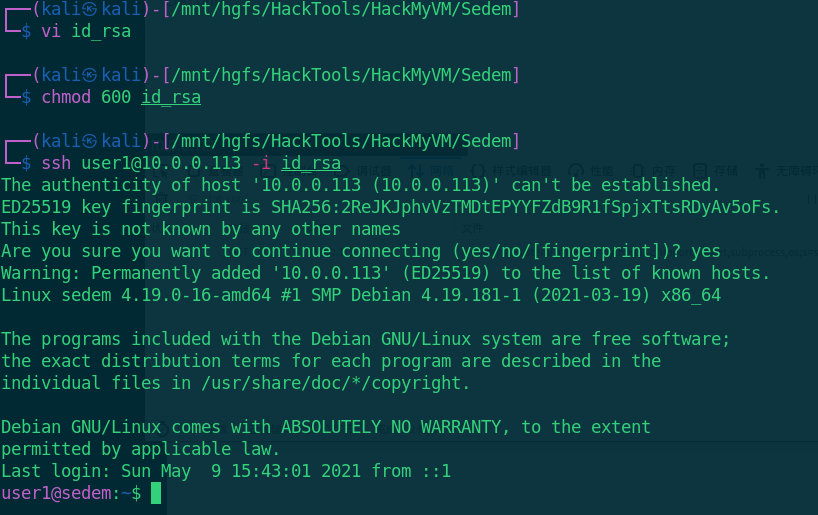 ┌──(kali㉿kali)-[/mnt/hgfs/HackTools/HackMyVM/Sedem]
└─$ vi id_rsa
┌──(kali㉿kali)-[/mnt/hgfs/HackTools/HackMyVM/Sedem]
└─$ chmod 600 id_rsa
┌──(kali㉿kali)-[/mnt/hgfs/HackTools/HackMyVM/Sedem]
└─$ ssh user1@10.0.0.113 -i id_rsa
The authenticity of host '10.0.0.113 (10.0.0.113)' can't be established.
ED25519 key fingerprint is SHA256:2ReJKJphvVzTMDtEPYYFZdB9R1fSpjxTtsRDyAv5oFs.
This key is not known by any other names
Are you sure you want to continue connecting (yes/no/[fingerprint])? yes
Warning: Permanently added '10.0.0.113' (ED25519) to the list of known hosts.
Linux sedem 4.19.0-16-amd64 #1 SMP Debian 4.19.181-1 (2021-03-19) x86_64
The programs included with the Debian GNU/Linux system are free software;
the exact distribution terms for each program are described in the
individual files in /usr/share/doc/*/copyright.
Debian GNU/Linux comes with ABSOLUTELY NO WARRANTY, to the extent
permitted by applicable law.
Last login: Sun May  9 15:43:01 2021 from ::1
user1@sedem:~$